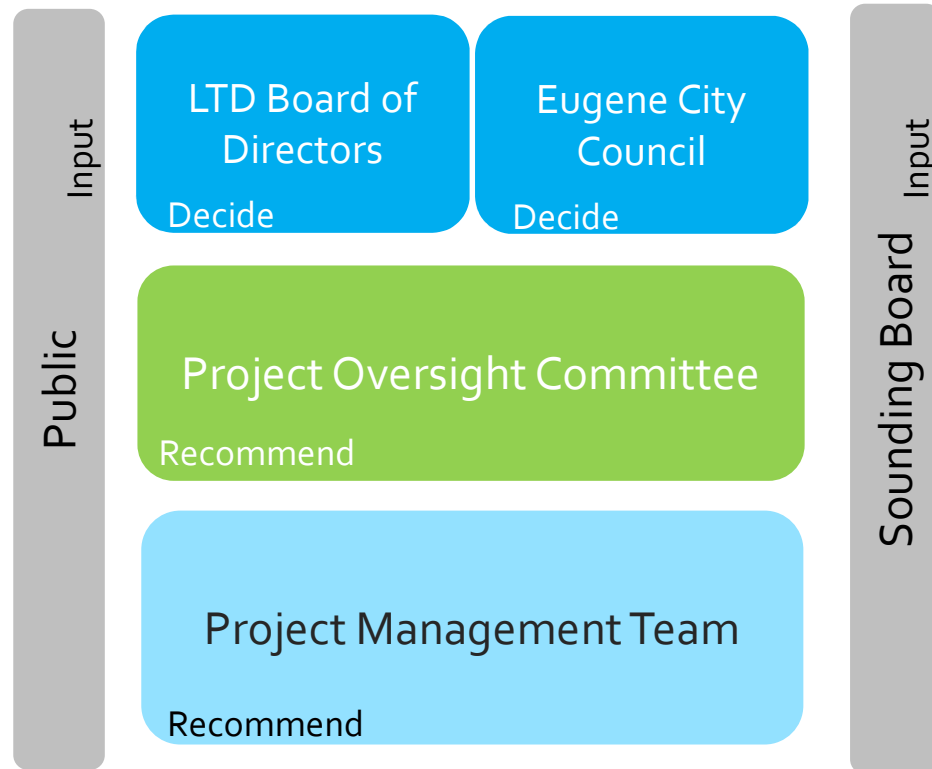 Public
Input
LTD Board of
Directors
Decide
Eugene City
Council
Decide
Project Oversight Committee
Recommend
Project Management Team
Recommend
Sounding Board
Input